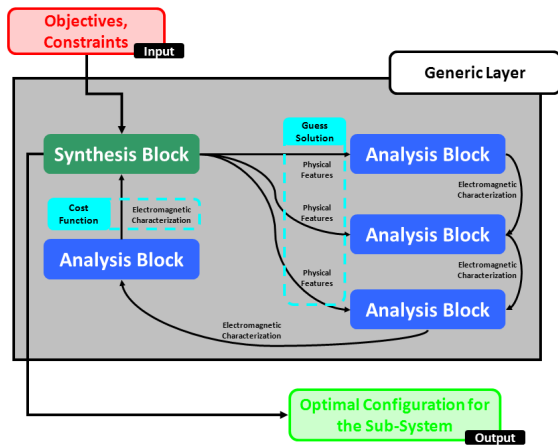 Objectives,
Constraints
Input
Generic Layer
Guess
Solution
Synthesis Block
Analysis Block
Physical
Features
Electromagnetic
Characterization
Cost
Function
Electromagnetic
Characterization
Physical
Features
Analysis Block
Analysis Block
Physical
Features
Electromagnetic
Characterization
Analysis Block
Electromagnetic
Characterization
Optimal Configuration for
the Sub-System
Output